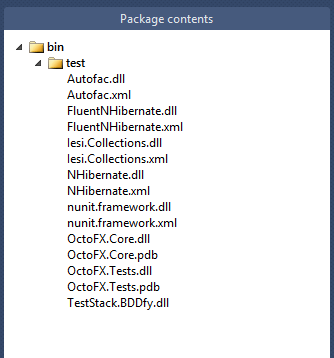 Package contents
bin
test
Autofac.dll
Autofac.xml
FluentNHibernate.dll
FluentNHibernate.xml
Iesi.Collections.dll
Iesi.Collections.xml
NHibernate.dll
NHibernate.xml
nunit.framework.dll
nunit.framework.xml
OctoFX.Core.dll
OctoFX.Core.pdb
OctoFX.Tests.dll
OctoFX.Tests.pdb
TestStack.BDDfy.dll